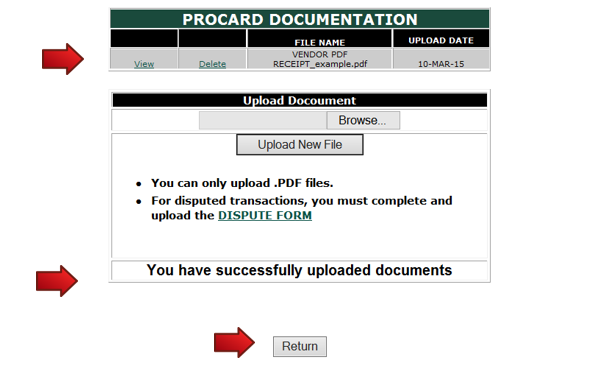 PROCARD DOCUMENTATION
FILE NAME UPLOAD DATE
View Delete VENDOR PDF 10-MAR-15
RECEIPT_example.pdf
Upload Document
Browse...
Upload New File
• You can only upload .PDF files.
• For disputed transactions, you must complete and
upload the DISPUTE FORM
You have successfully uploaded documents
Return